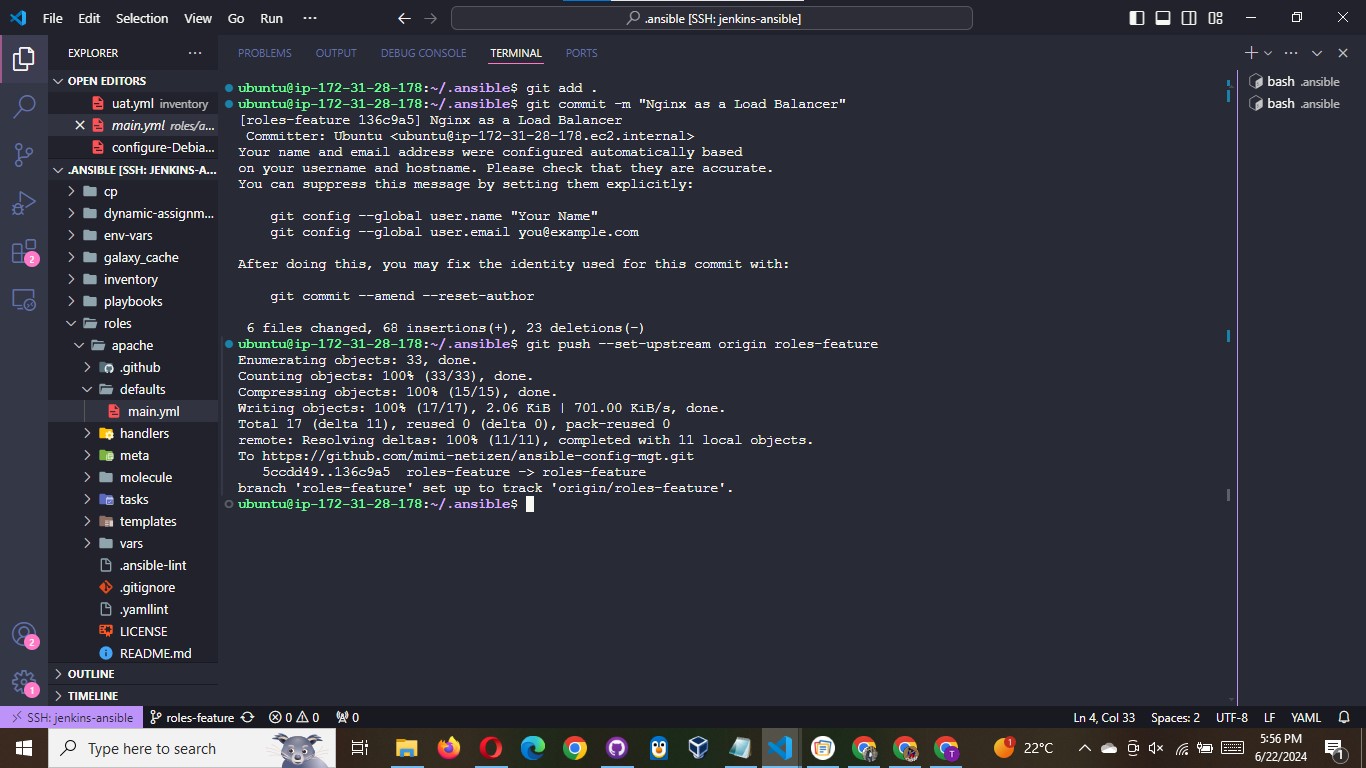 File Edit Selection View Go Run ···
.ansible [SSH: jenkins-ansible]
EXPLORER ···
OPEN EDITORS
uat.yml inventory
main.yml roles/a...
configure-Debia...
.ANSIBLE [SSH: JENKINS-A...
cp
dynamic-assignm...
env-vars
galaxy_cache
inventory
playbooks
roles
apache
.github
defaults
main.yml
handlers
meta
molecule
tasks
templates
vars
.ansible-lint
.gitignore
.yamllint
LICENSE
README.md
OUTLINE
TIMELINE
2
2
1
PROBLEMS OUTPUT DEBUG CONSOLE TERMINAL PORTS
ubuntu@ip-172-31-28-178:~/.ansible$ git add .
ubuntu@ip-172-31-28-178:~/.ansible$ git commit -m "Nginx as a Load Balancer"
[roles-feature 136c9a5] Nginx as a Load Balancer
Committer: Ubuntu <ubuntu@ip-172-31-28-178.ec2.internal>
Your name and email address were configured automatically based
on your username and hostname. Please check that they are accurate.
You can suppress this message by setting them explicitly:
git config --global user.name "Your Name"
git config --global user.email you@example.com
After doing this, you may fix the identity used for this commit with:
git commit --amend --reset-author
6 files changed, 68 insertions(+), 23 deletions(-)
ubuntu@ip-172-31-28-178:~/.ansible$ git push --set-upstream origin roles-feature
Enumerating objects: 33, done.
Counting objects: 100% (33/33), done.
Compressing objects: 100% (15/15), done.
Writing objects: 100% (17/17), 2.06 KiB | 701.00 KiB/s, done.
Total 17 (delta 11), reused 0 (delta 0), pack-reused 0
remote: Resolving deltas: 100% (11/11), completed with 11 local objects.
To https://github.com/mimi-netizen/ansible-config-mgt.git
5ccdd49..136c9a5 roles-feature -> roles-feature
branch 'roles-feature' set up to track 'origin/roles-feature'.
ubuntu@ip-172-31-28-178:~/.ansible$
bash .ansible
bash .ansible
SSH: jenkins-ansible roles-feature 0 0 0 Ln 4, Col 33 Spaces: 2 UTF-8 LF YAML
Type here to search
T
1
22°C
5:56 PM
6/22/2024
1